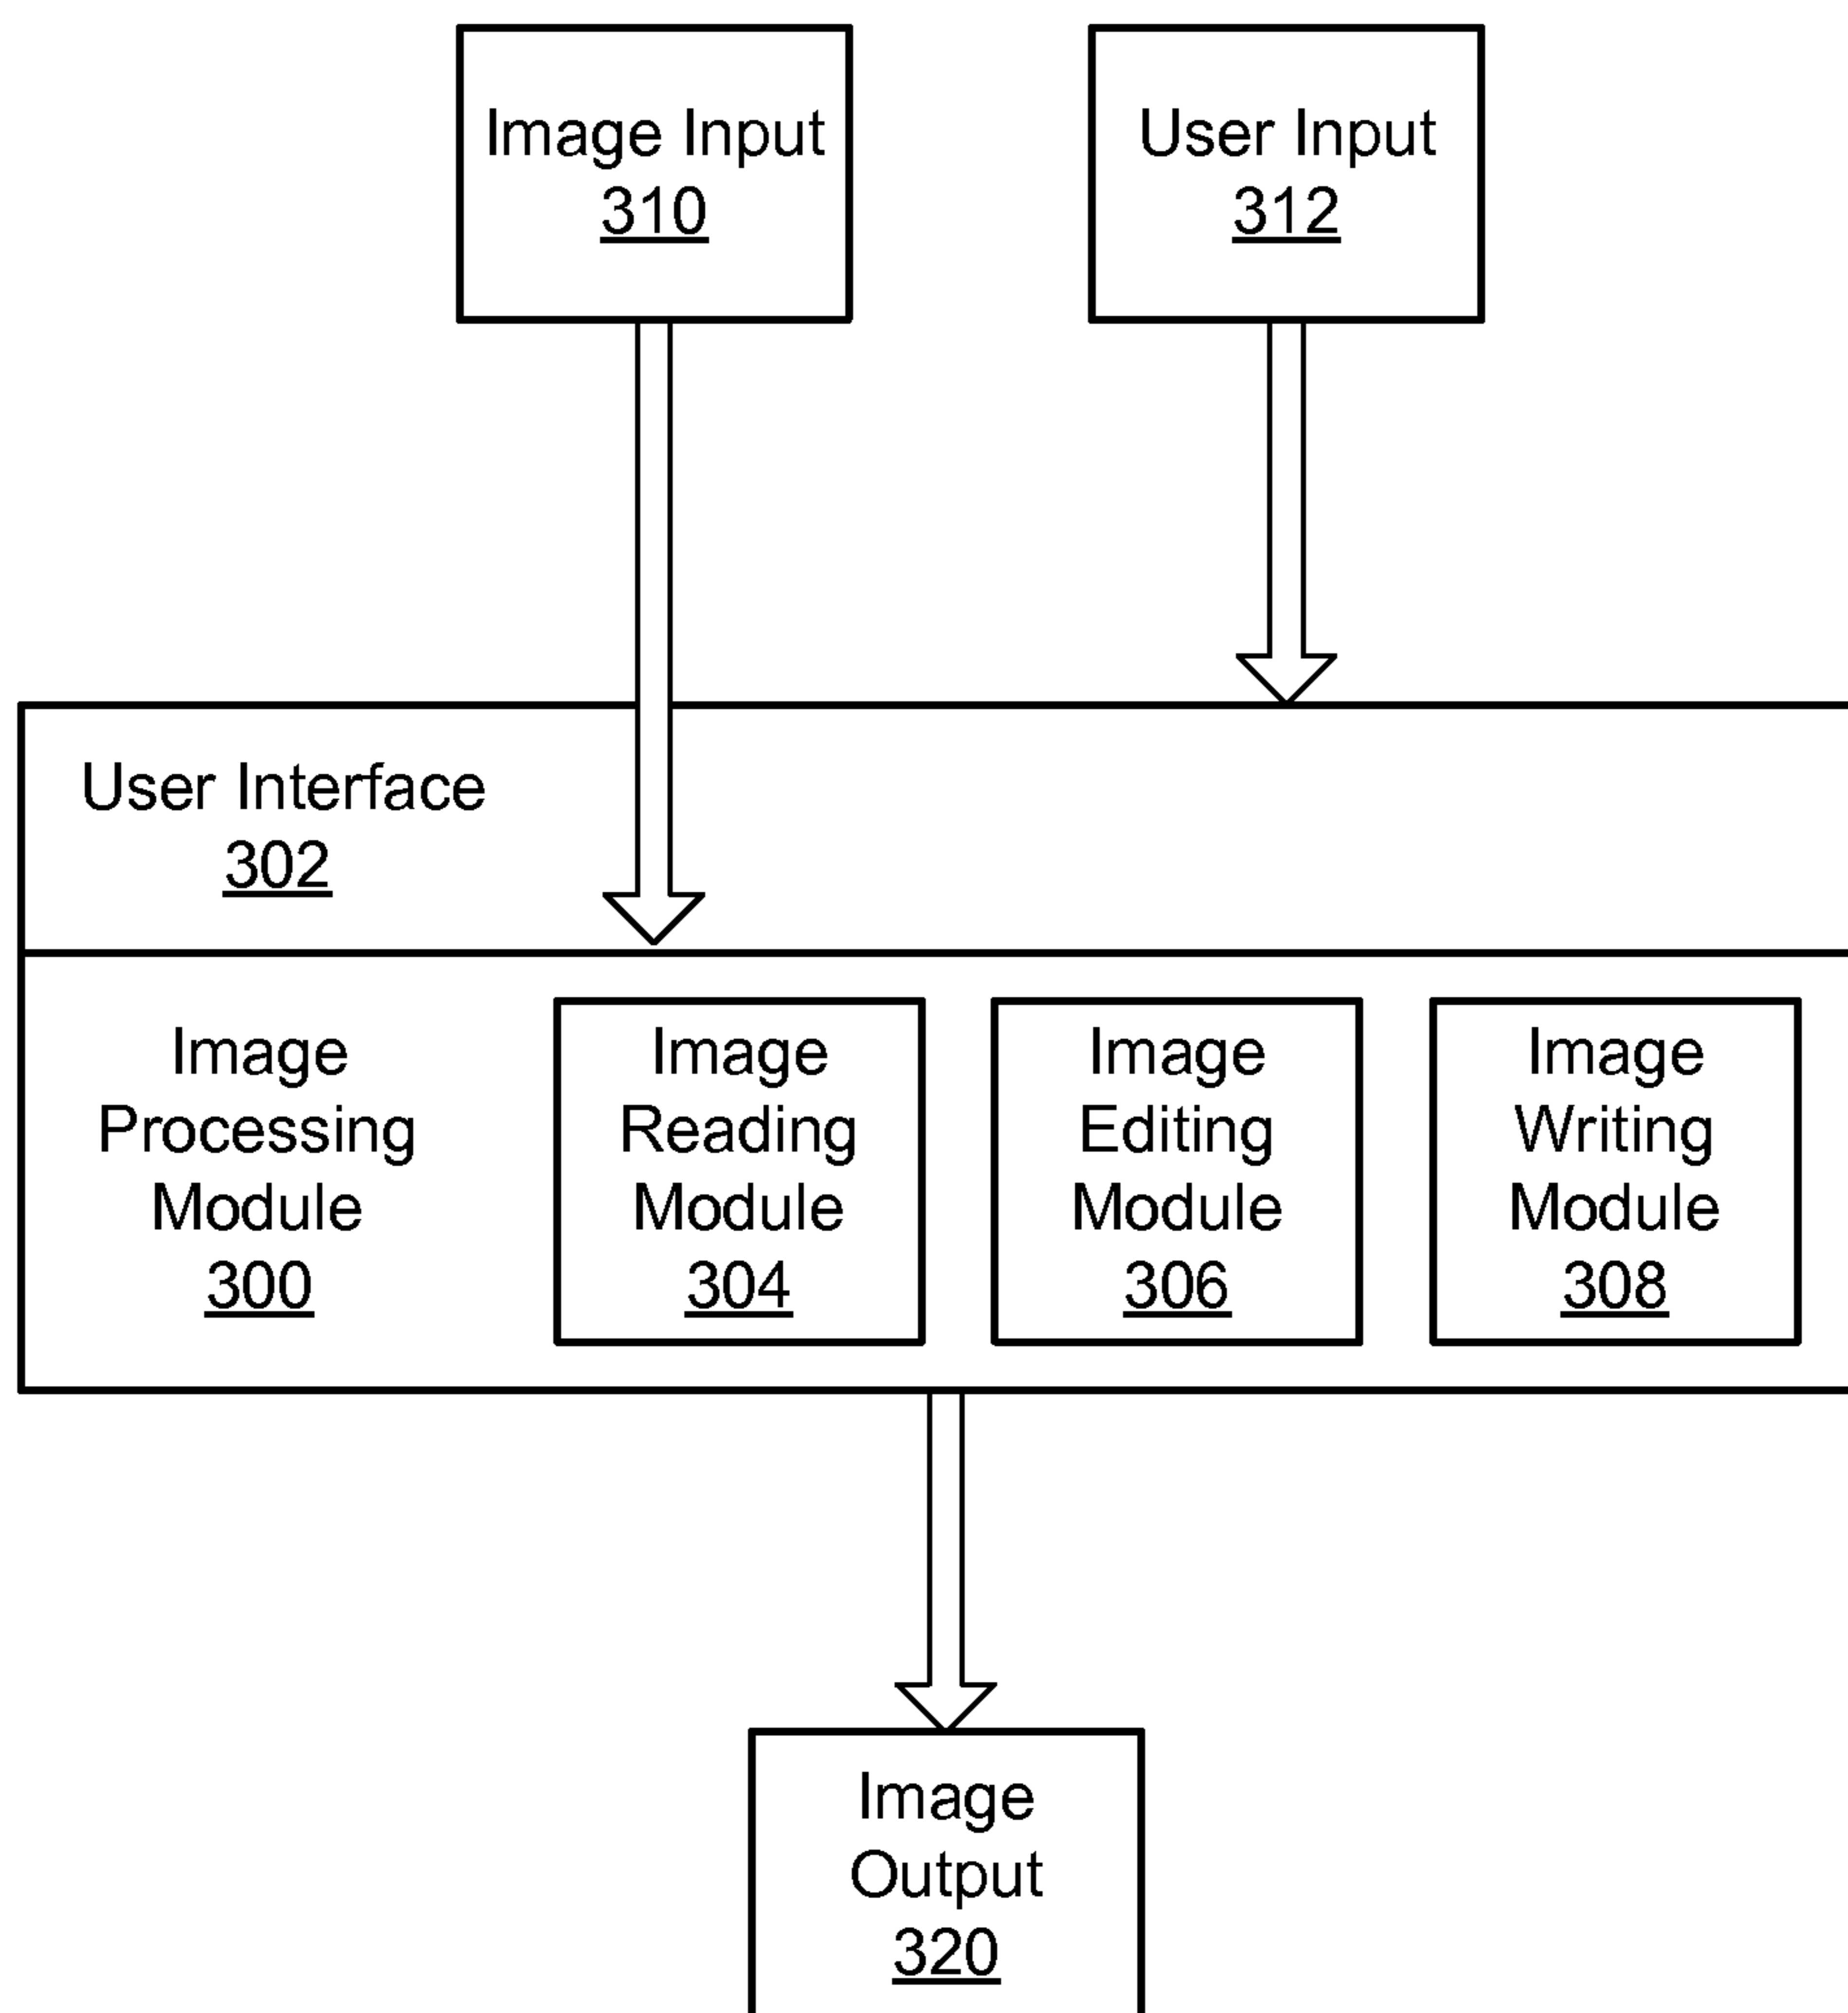 Image Input
310
User Input
312
User Interface
302
Image
Processing
Module
300
Image
Reading
Module
304
Image
Editing
Module
306
Image
Writing
Module
308
Image
Output
320